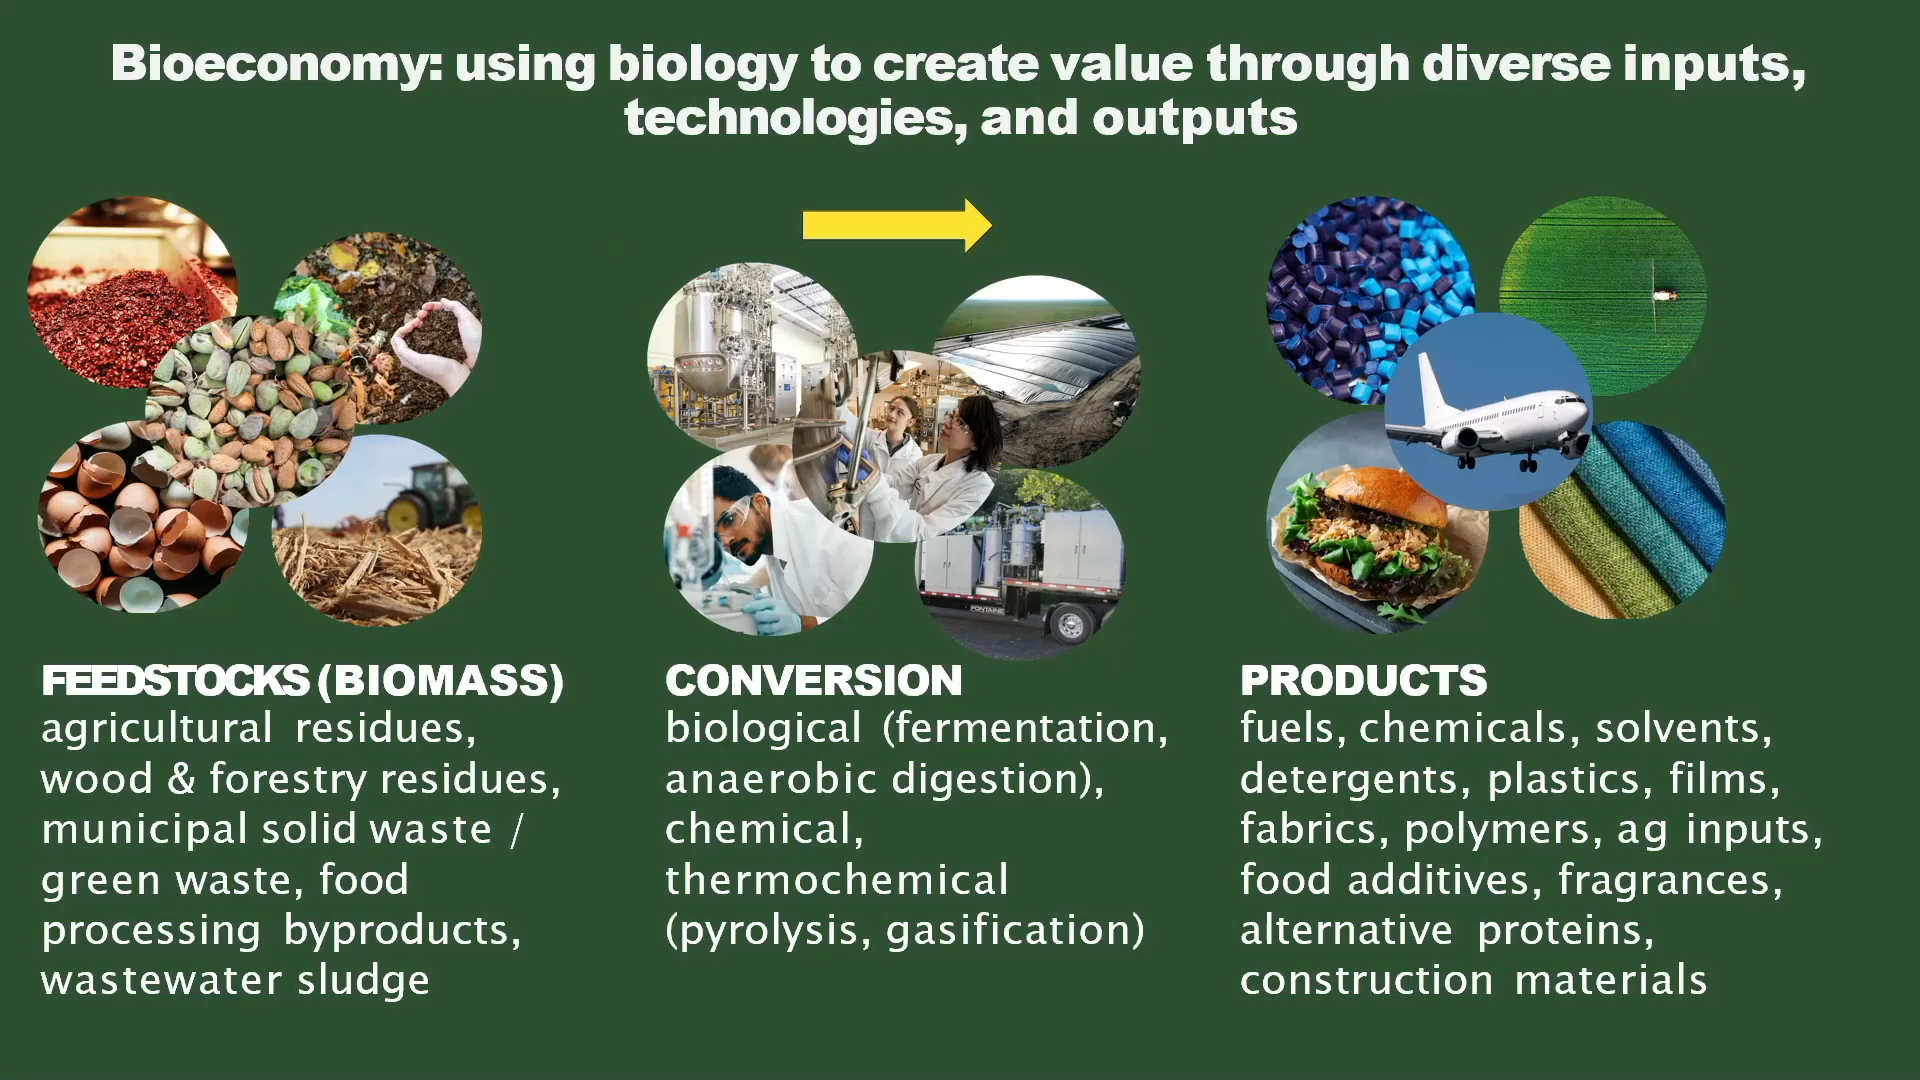 Bioeconomy: using biology to create value through diverse inputs,
technologies, and outputs
FONTAINE
FEEDSTOCKS (BIOMASS)
agricultural residues,
wood & forestry residues,
municipal solid waste /
green waste, food
processing byproducts,
wastewater sludge
CONVERSION
biological (fermentation,
anaerobic digestion),
chemical,
thermochemical
(pyrolysis, gasification)
PRODUCTS
fuels, chemicals, solvents,
detergents, plastics, films,
fabrics, polymers, ag inputs,
food additives, fragrances,
alternative proteins,
construction materials